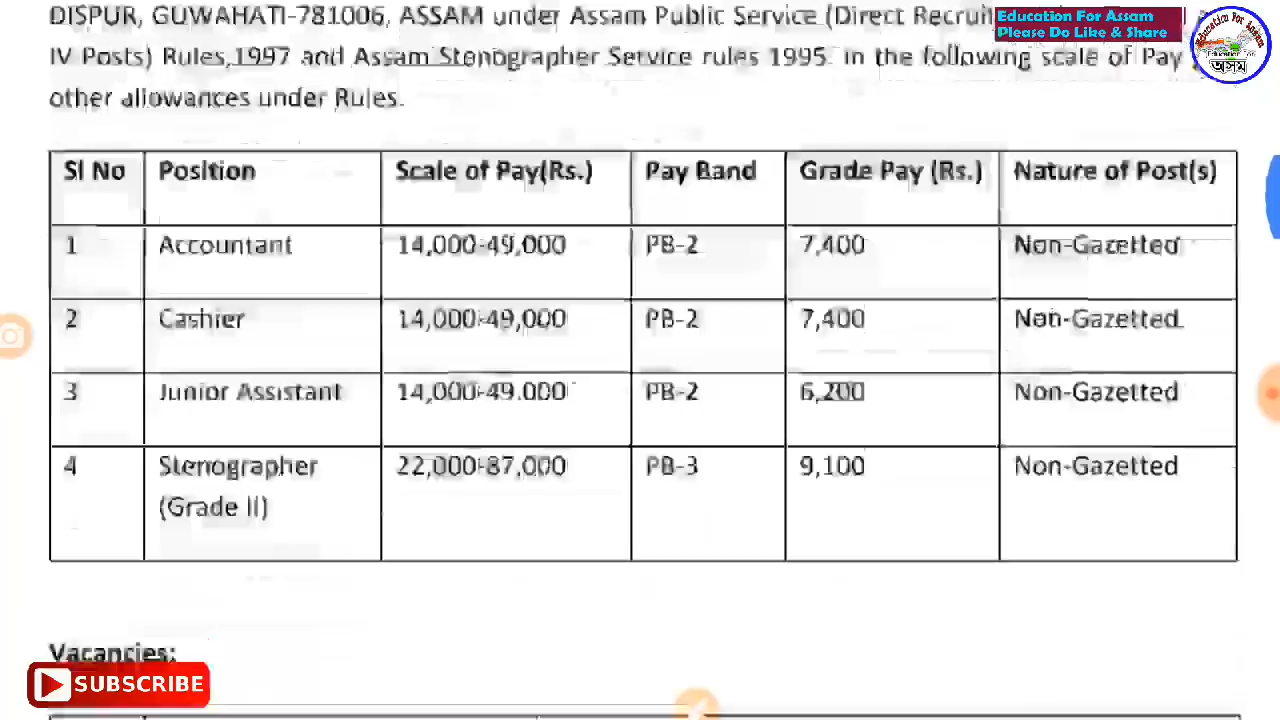 DISPUR, GUWAHATI-781006, ASSAM under Assam Public Service (Direct Recruit
Education For Assam
Please Do Like & Share
Education For Assam
অসম
IV Posts) Rules,1997 and Assam Stenographer Service rules 1995. in the following scale of Pay
other allowances under Rules.
Sl No Position Scale of Pay(Rs.) Pay Band Grade Pay (Rs.) Nature of Post(s)
1 Accountant 14,000-49,000 PB-2 7,400 Non-Gazetted
2 Cashier 14,000-49,000 PB-2 7,400 Non-Gazetted
3 Junior Assistant 14,000-49.000 PB-2 6,200 Non-Gazetted
4 Stenographer 22,000-87,000 PB-3 9,100 Non-Gazetted
(Grade II)
Vacancies:
SUBSCRIBE